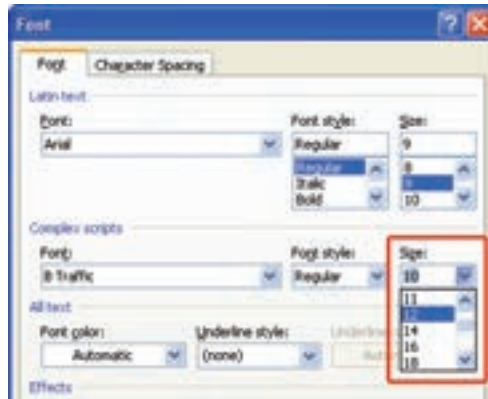 Font
Font Character Spacing
Latin text
Font: Font style: Size:
Arial Regular 9
Regular 8
Italic 9
Bold 10
Complex scripts
Font: Font style: Size:
B Traffic Regular 10
11
12
All text
14
Font color: Underline style:
16
Automatic (none)
18
Effects